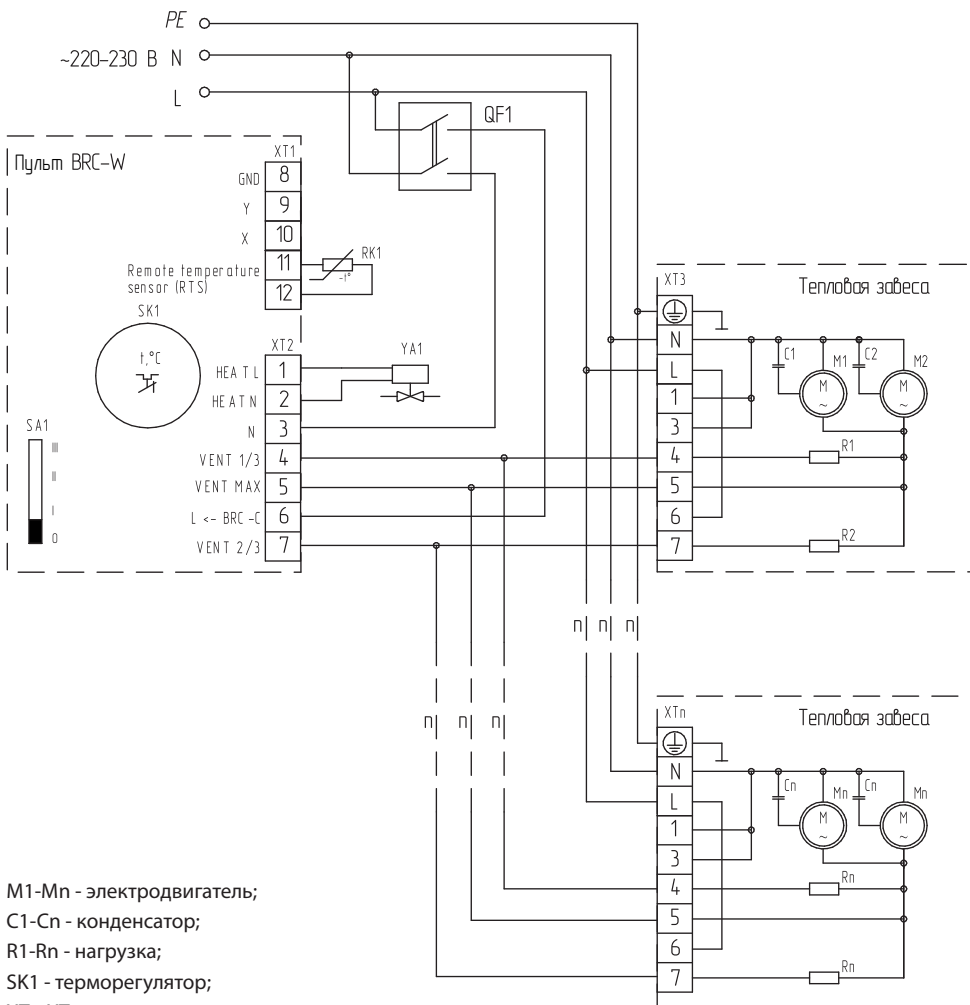 PE
~220-230 В N
L
QF1
Пульт BRC-W
XT1
GND 8
Y 9
X 10
11
Remote temperature sensor (RTS)
12
RK1
-t°
SK1
t,°C
XT2
HEAT L 1
HEAT N 2
N 3
VENT 1/3 4
VENT MAX 5
L <- BRC-C 6
VENT 2/3 7
YA1
SA1
III
II
I
0
XT3
Тепловая завеса
N
L
1
3
4
5
6
7
C1
M1
C2
M2
M
~
M
~
R1
R2
п п п
п п п
XTn
Тепловая завеса
N
L
1
3
4
5
6
7
Cn
Mn
Cn
Mn
M
~
M
~
Rn
Rn
M1-Mn - электродвигатель;
C1-Cn - конденсатор;
R1-Rn - нагрузка;
SK1 - терморегулятор;